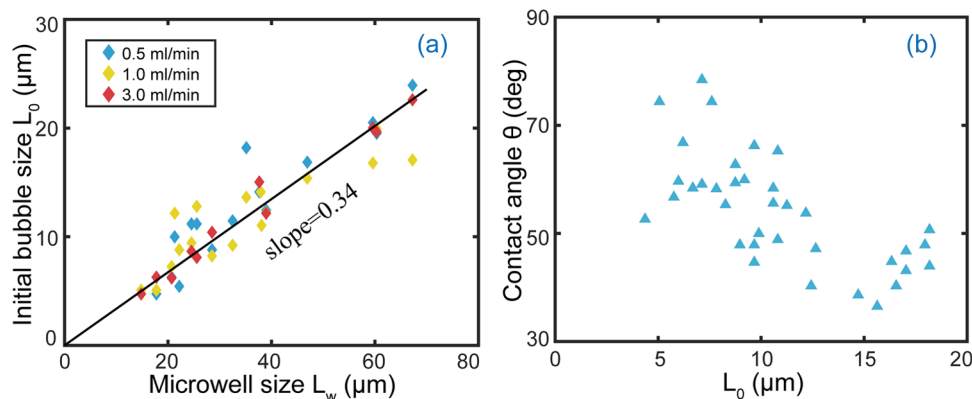 (a)
Initial bubble size L₀ (μm)
30
20
10
0
0.5 ml/min
1.0 ml/min
3.0 ml/min
slope=0.34
0
20
40
60
80
Microwell size L_w (μm)
(b)
Contact angle θ (deg)
90
70
50
30
0
5
10
15
20
L₀ (μm)